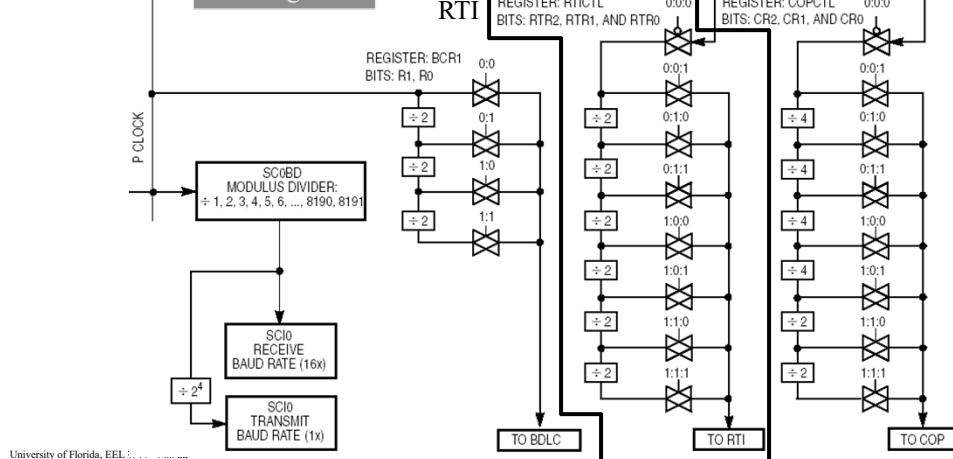 RTI
REGISTER: RTICTL
BITS: RTR2, RTR1, AND RTR0
0:0:0
REGISTER: COPCTL
BITS: CR2, CR1, AND CR0
0:0:0
REGISTER: BCR1
BITS: R1, R0
0:0
0:1
1:0
1:1
÷ 2
÷ 2
÷ 2
0:0:1
0:1:0
0:1:1
1:0:0
1:0:1
1:1:0
1:1:1
÷ 2
÷ 2
÷ 2
÷ 2
÷ 2
÷ 2
0:0:1
0:1:0
0:1:1
1:0:0
1:0:1
1:1:0
1:1:1
÷ 4
÷ 4
÷ 4
÷ 4
÷ 2
÷ 2
P CLOCK
SC0BD
MODULUS DIVIDER:
÷ 1, 2, 3, 4, 5, 6, ..., 8190, 8191
SCI0
RECEIVE
BAUD RATE (16x)
÷ 2⁴
SCI0
TRANSMIT
BAUD RATE (1x)
TO BDLC
TO RTI
TO COP
University of Florida, EEL